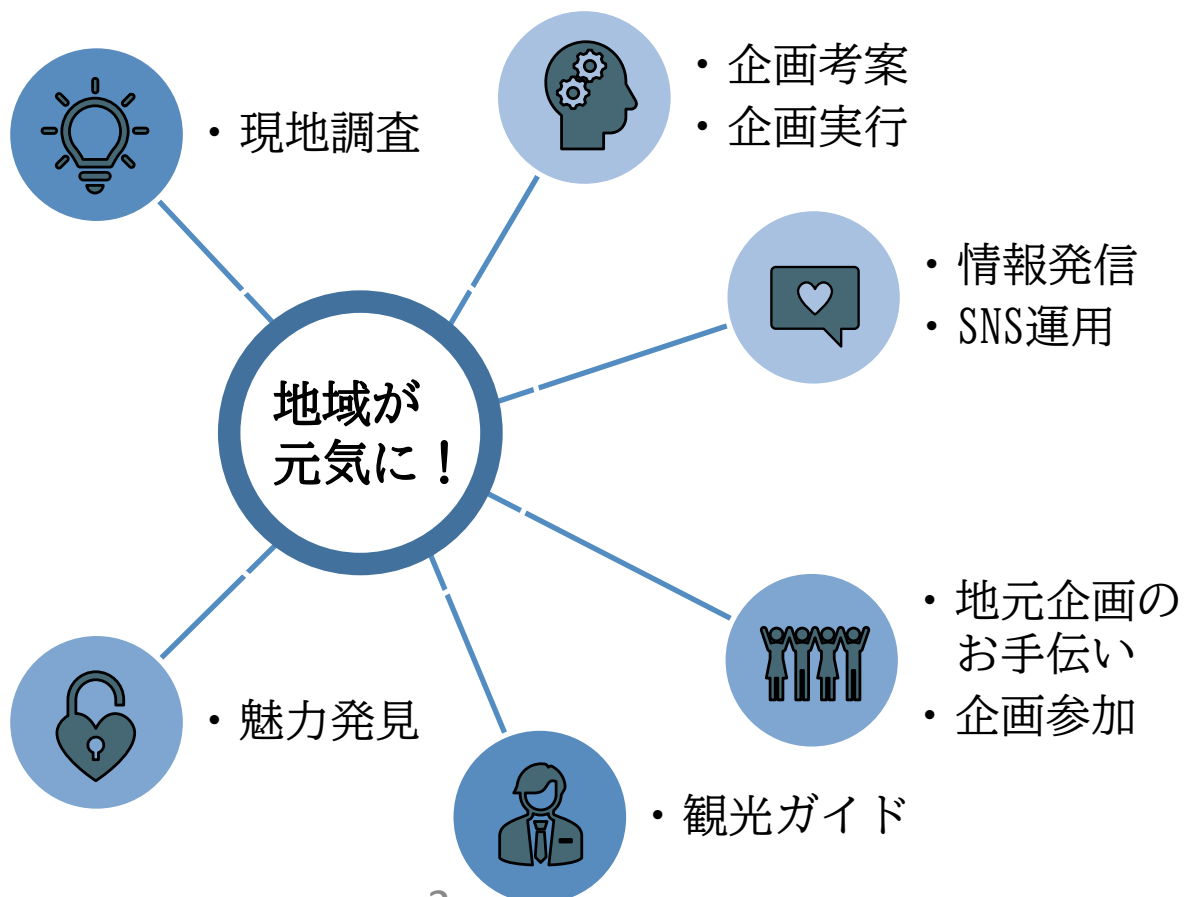 ・企画考案
・企画実行
・現地調査
・情報発信
・SNS運用
地域が
元気に！
・地元企画の
お手伝い
・企画参加
・魅力発見
・観光ガイド